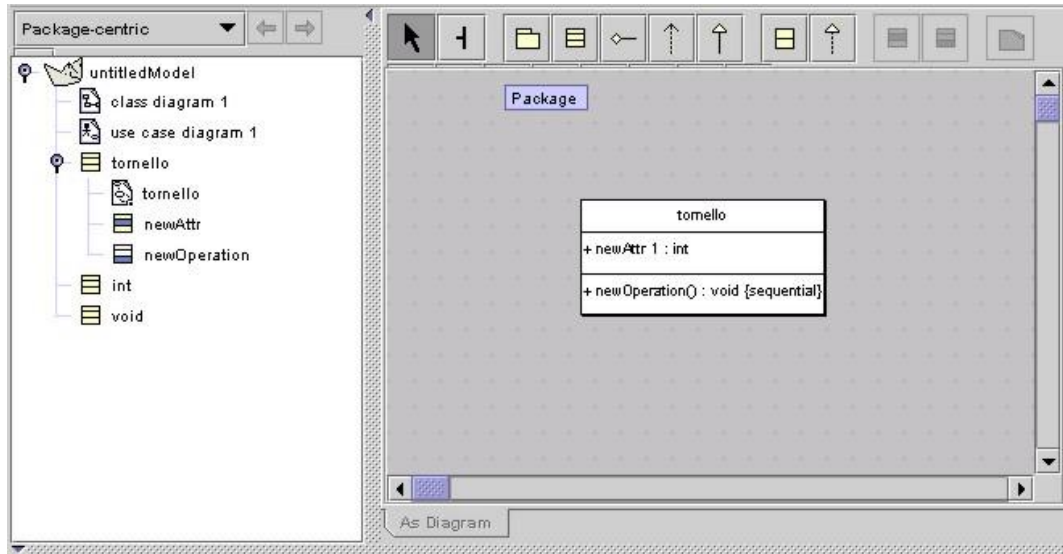 Package-centric
untitledModel
class diagram 1
use case diagram 1
tornello
tornello
newAttr
newOperation
int
void
Package
tornello
+ newAttr 1 : int
+ newOperation() : void {sequential}
As Diagram